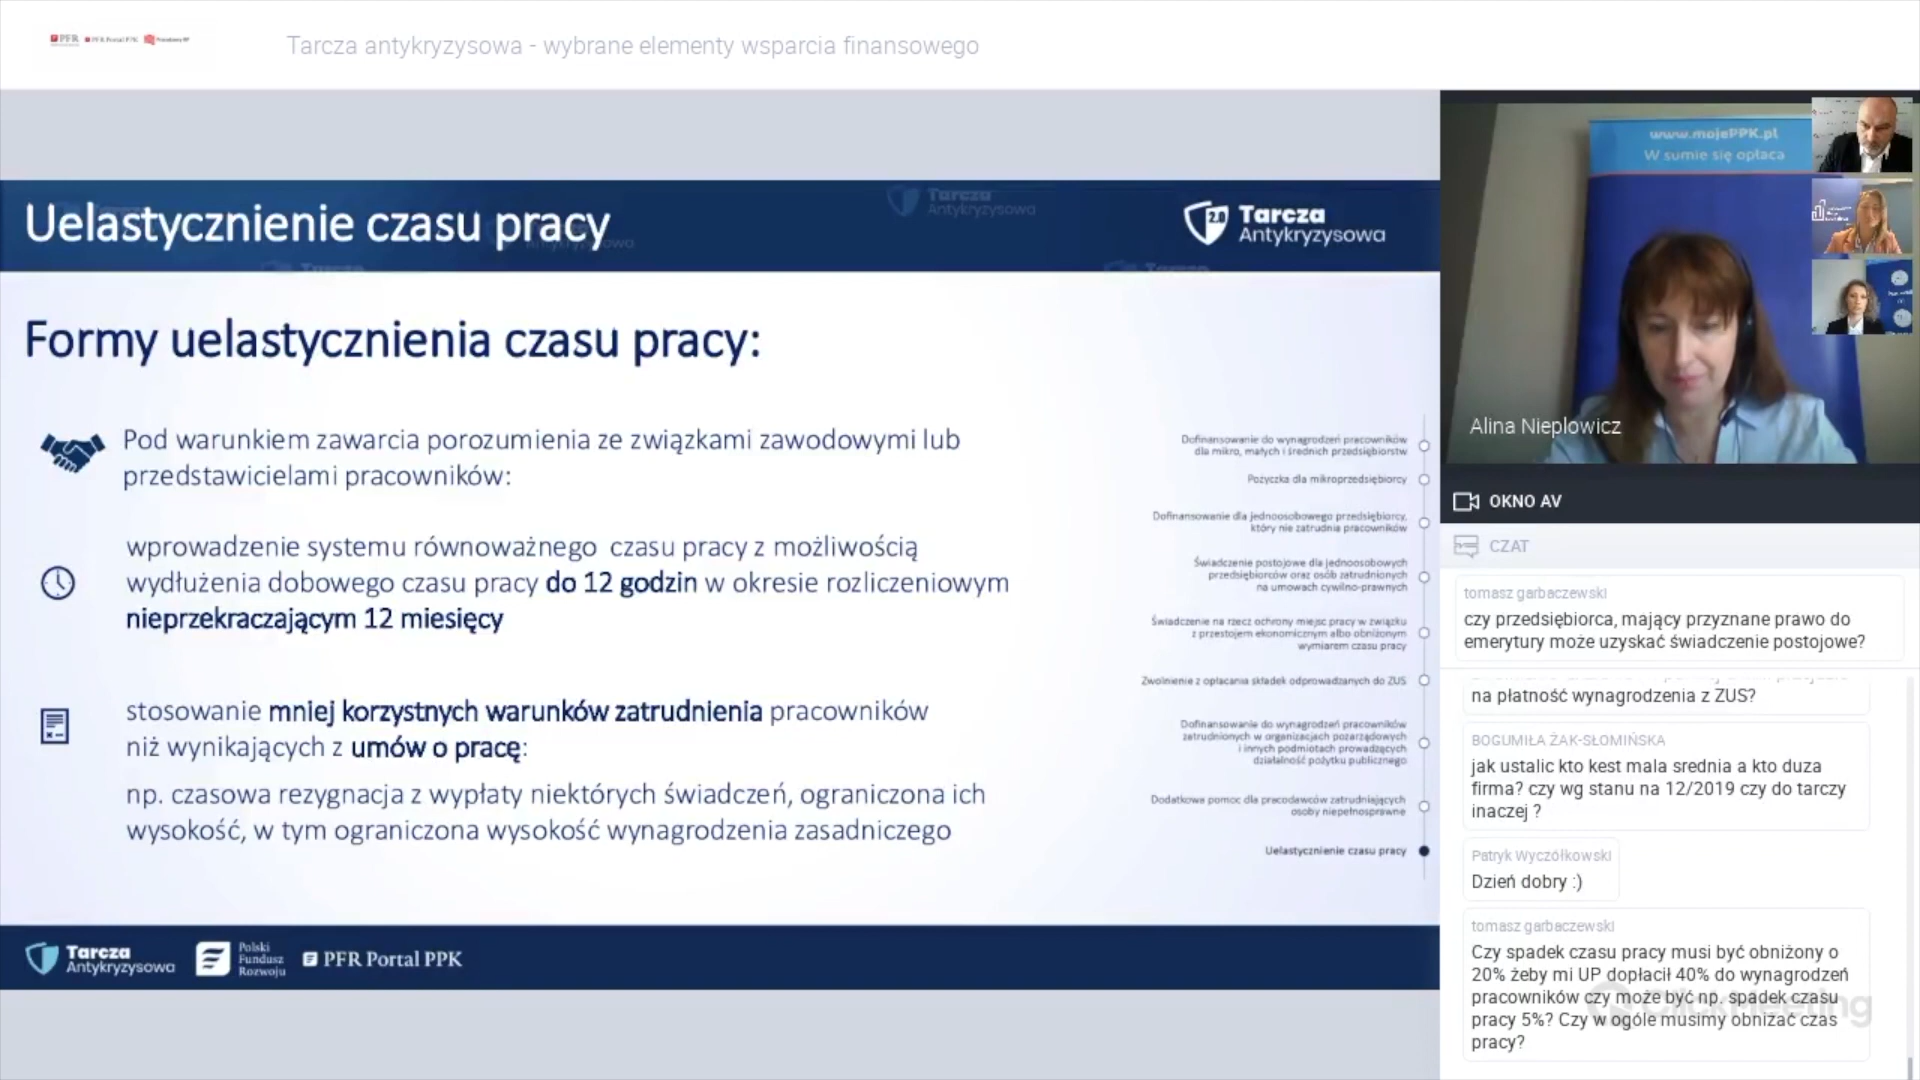 PFR PFR Portal PPK
Tarcza antykryzysowa - wybrane elementy wsparcia finansowego
Uelastycznienie czasu pracy
Tarcza
Antykryzysowa
2.0 Tarcza
Antykryzysowa
Formy uelastycznienia czasu pracy:
Pod warunkiem zawarcia porozumienia ze związkami zawodowymi lub
przedstawicielami pracowników:
wprowadzenie systemu równoważnego czasu pracy z możliwością
wydłużenia dobowego czasu pracy do 12 godzin w okresie rozliczeniowym
nieprzekraczającym 12 miesięcy
stosowanie mniej korzystnych warunków zatrudnienia pracowników
niż wynikających z umów o pracę:
np. czasowa rezygnacja z wypłaty niektórych świadczeń, ograniczona ich
wysokość, w tym ograniczona wysokość wynagrodzenia zasadniczego
Dofinansowanie do wynagrodzeń pracowników
dla mikro, małych i średnich przedsiębiorstw
Pożyczka dla mikroprzedsiębiorcy
Dofinansowanie dla jednoosobowego przedsiębiorcy,
który nie zatrudnia pracowników
Świadczenie postojowe dla jednoosobowych
przedsiębiorców oraz osób zatrudnionych
na umowach cywilno-prawnych
Świadczenie na rzecz ochrony miejsc pracy w związku
z przestojem ekonomicznym albo obniżonym
wymiarem czasu pracy
Zwolnienie z opłacania składek odprowadzanych do ZUS
Dofinansowanie do wynagrodzeń pracowników
zatrudnionych w organizacjach pozarządowych
i innych podmiotach prowadzących
działalność pożytku publicznego
Dodatkowa pomoc dla pracodawców zatrudniających
osoby niepełnosprawne
Uelastycznienie czasu pracy
Tarcza
Antykryzysowa
Polski
Fundusz
Rozwoju
PFR Portal PPK
www.mojePPK.pl
W sumie się opłaca
Alina Nieplowicz
OKNO AV
CZAT
tomasz garbaczewski
czy przedsiębiorca, mający przyznane prawo do
emerytury może uzyskać świadczenie postojowe?
na płatność wynagrodzenia z ZUS?
BOGUMIŁA ŻAK-SŁOMIŃSKA
jak ustalic kto kest mala srednia a kto duza
firma? czy wg stanu na 12/2019 czy do tarczy
inaczej ?
Patryk Wyczółkowski
Dzień dobry :)
tomasz garbaczewski
Czy spadek czasu pracy musi być obniżony o
20% żeby mi UP dopłacił 40% do wynagrodzeń
pracowników czy może być np. spadek czasu
pracy 5%? Czy w ogóle musimy obniżać czas
pracy?
ClickMeeting